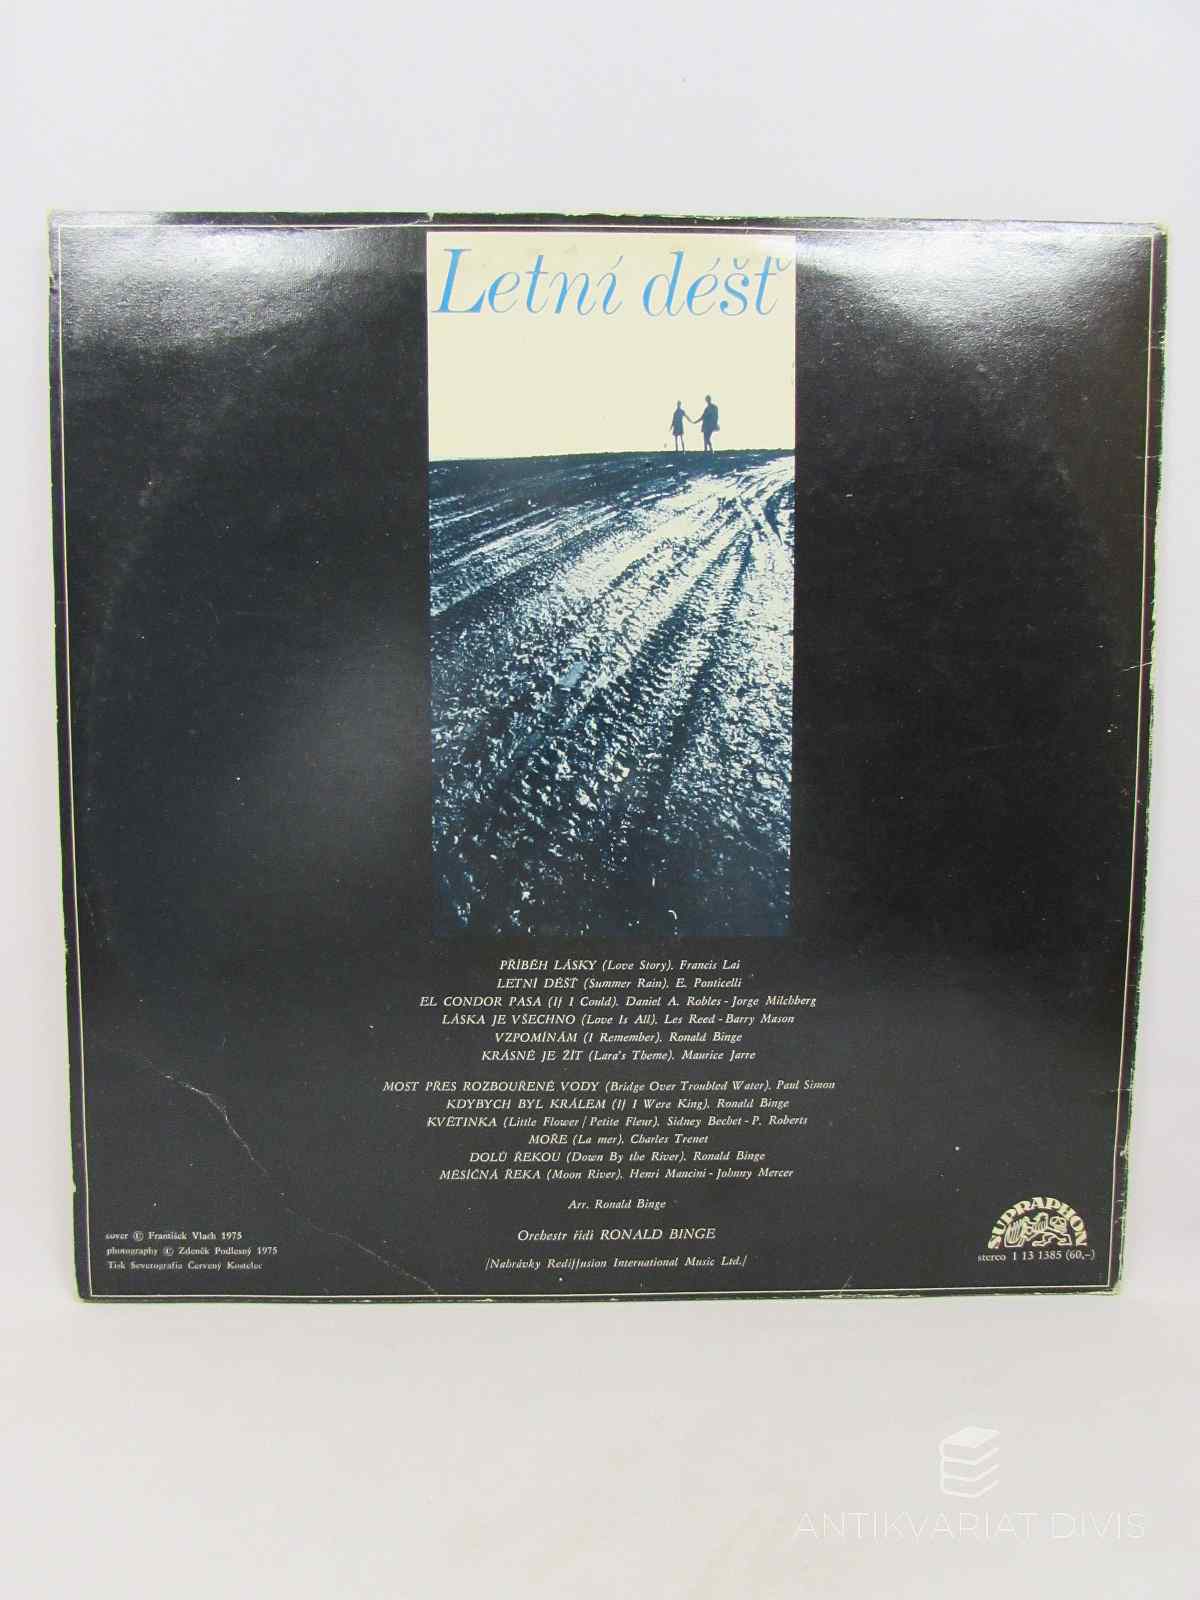 Letní déšť
PŘÍBĚH LÁSKY (Love Story), Francis Lai
LETNÍ DÉŠŤ (Summer Rain), E. Ponticelli
EL CONDOR PASA (If I Could), Daniel A. Robles - Jorge Milchberg
LÁSKA JE VŠECHNO (Love Is All), Les Reed - Barry Mason
VZPOMÍNÁM (I Remember), Ronald Binge
KRÁSNÉ JE ŽÍT (Lara's Theme), Maurice Jarre
MOST PŘES ROZBOUŘENÉ VODY (Bridge Over Troubled Water), Paul Simon
KDYBYCH BYL KRÁLEM (If I Were King), Ronald Binge
KVĚTINKA (Little Flower / Petite Fleur), Sidney Bechet - P. Roberts
MOŘE (La mer), Charles Trenet
DOLŮ ŘEKOU (Down By the River), Ronald Binge
MĚSÍČNÁ ŘEKA (Moon River), Henri Mancini - Johnny Mercer
Arr. Ronald Binge
Orchestr řídí RONALD BINGE
/Nahrávky Rediffusion International Music Ltd./
cover © František Vlach 1975
photography © Zdeněk Podlesný 1975
Tisk Severografia Červený Kostelec
SUPRAPHON
stereo 1 13 1385 (60,-)
ANTIKVARIAT DIVIS